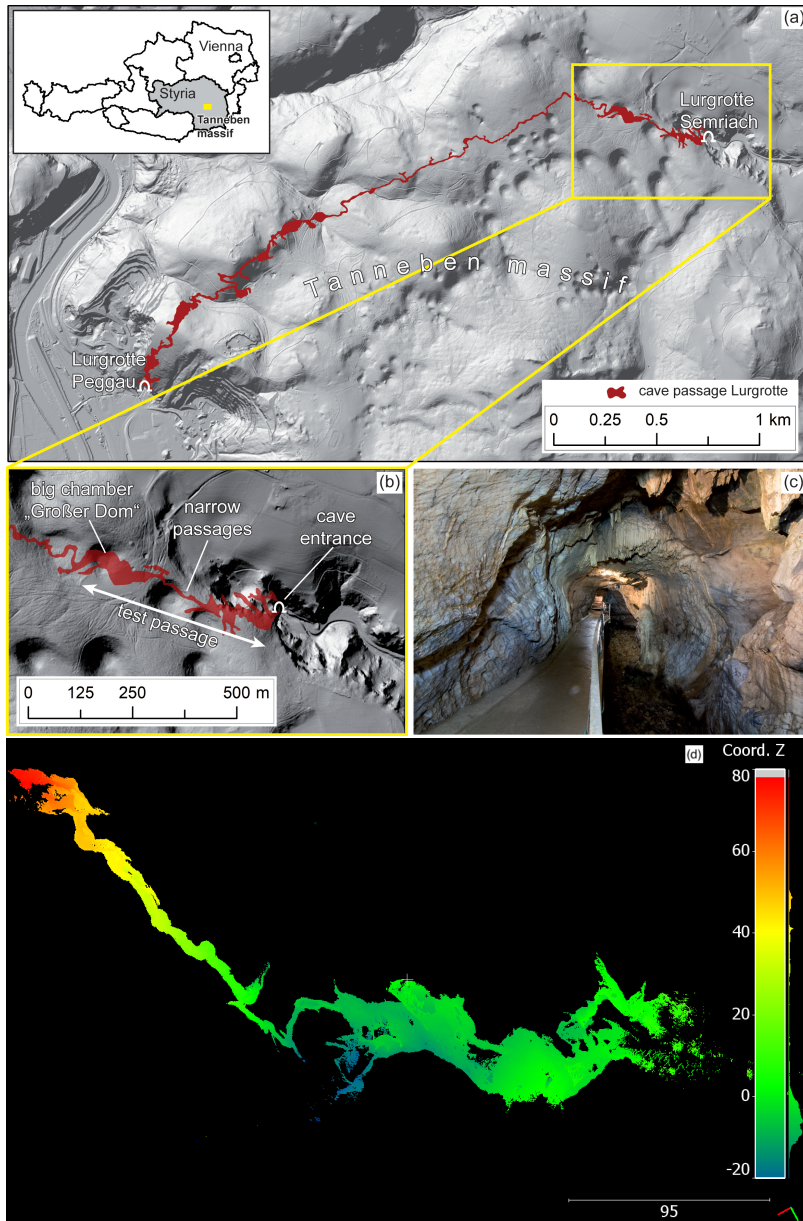 (a)
Vienna
Styria
Tanneben
massif
Lurgrotte
Semriach
Tanneben massif
Lurgrotte
Peggau
cave passage Lurgrotte
0 0.25 0.5 1 km
(b)
big chamber
„Großer Dom“
narrow
passages
cave
entrance
test passage
0 125 250 500 m
(c)
(d)
Coord. Z
80
60
40
20
0
-20
95